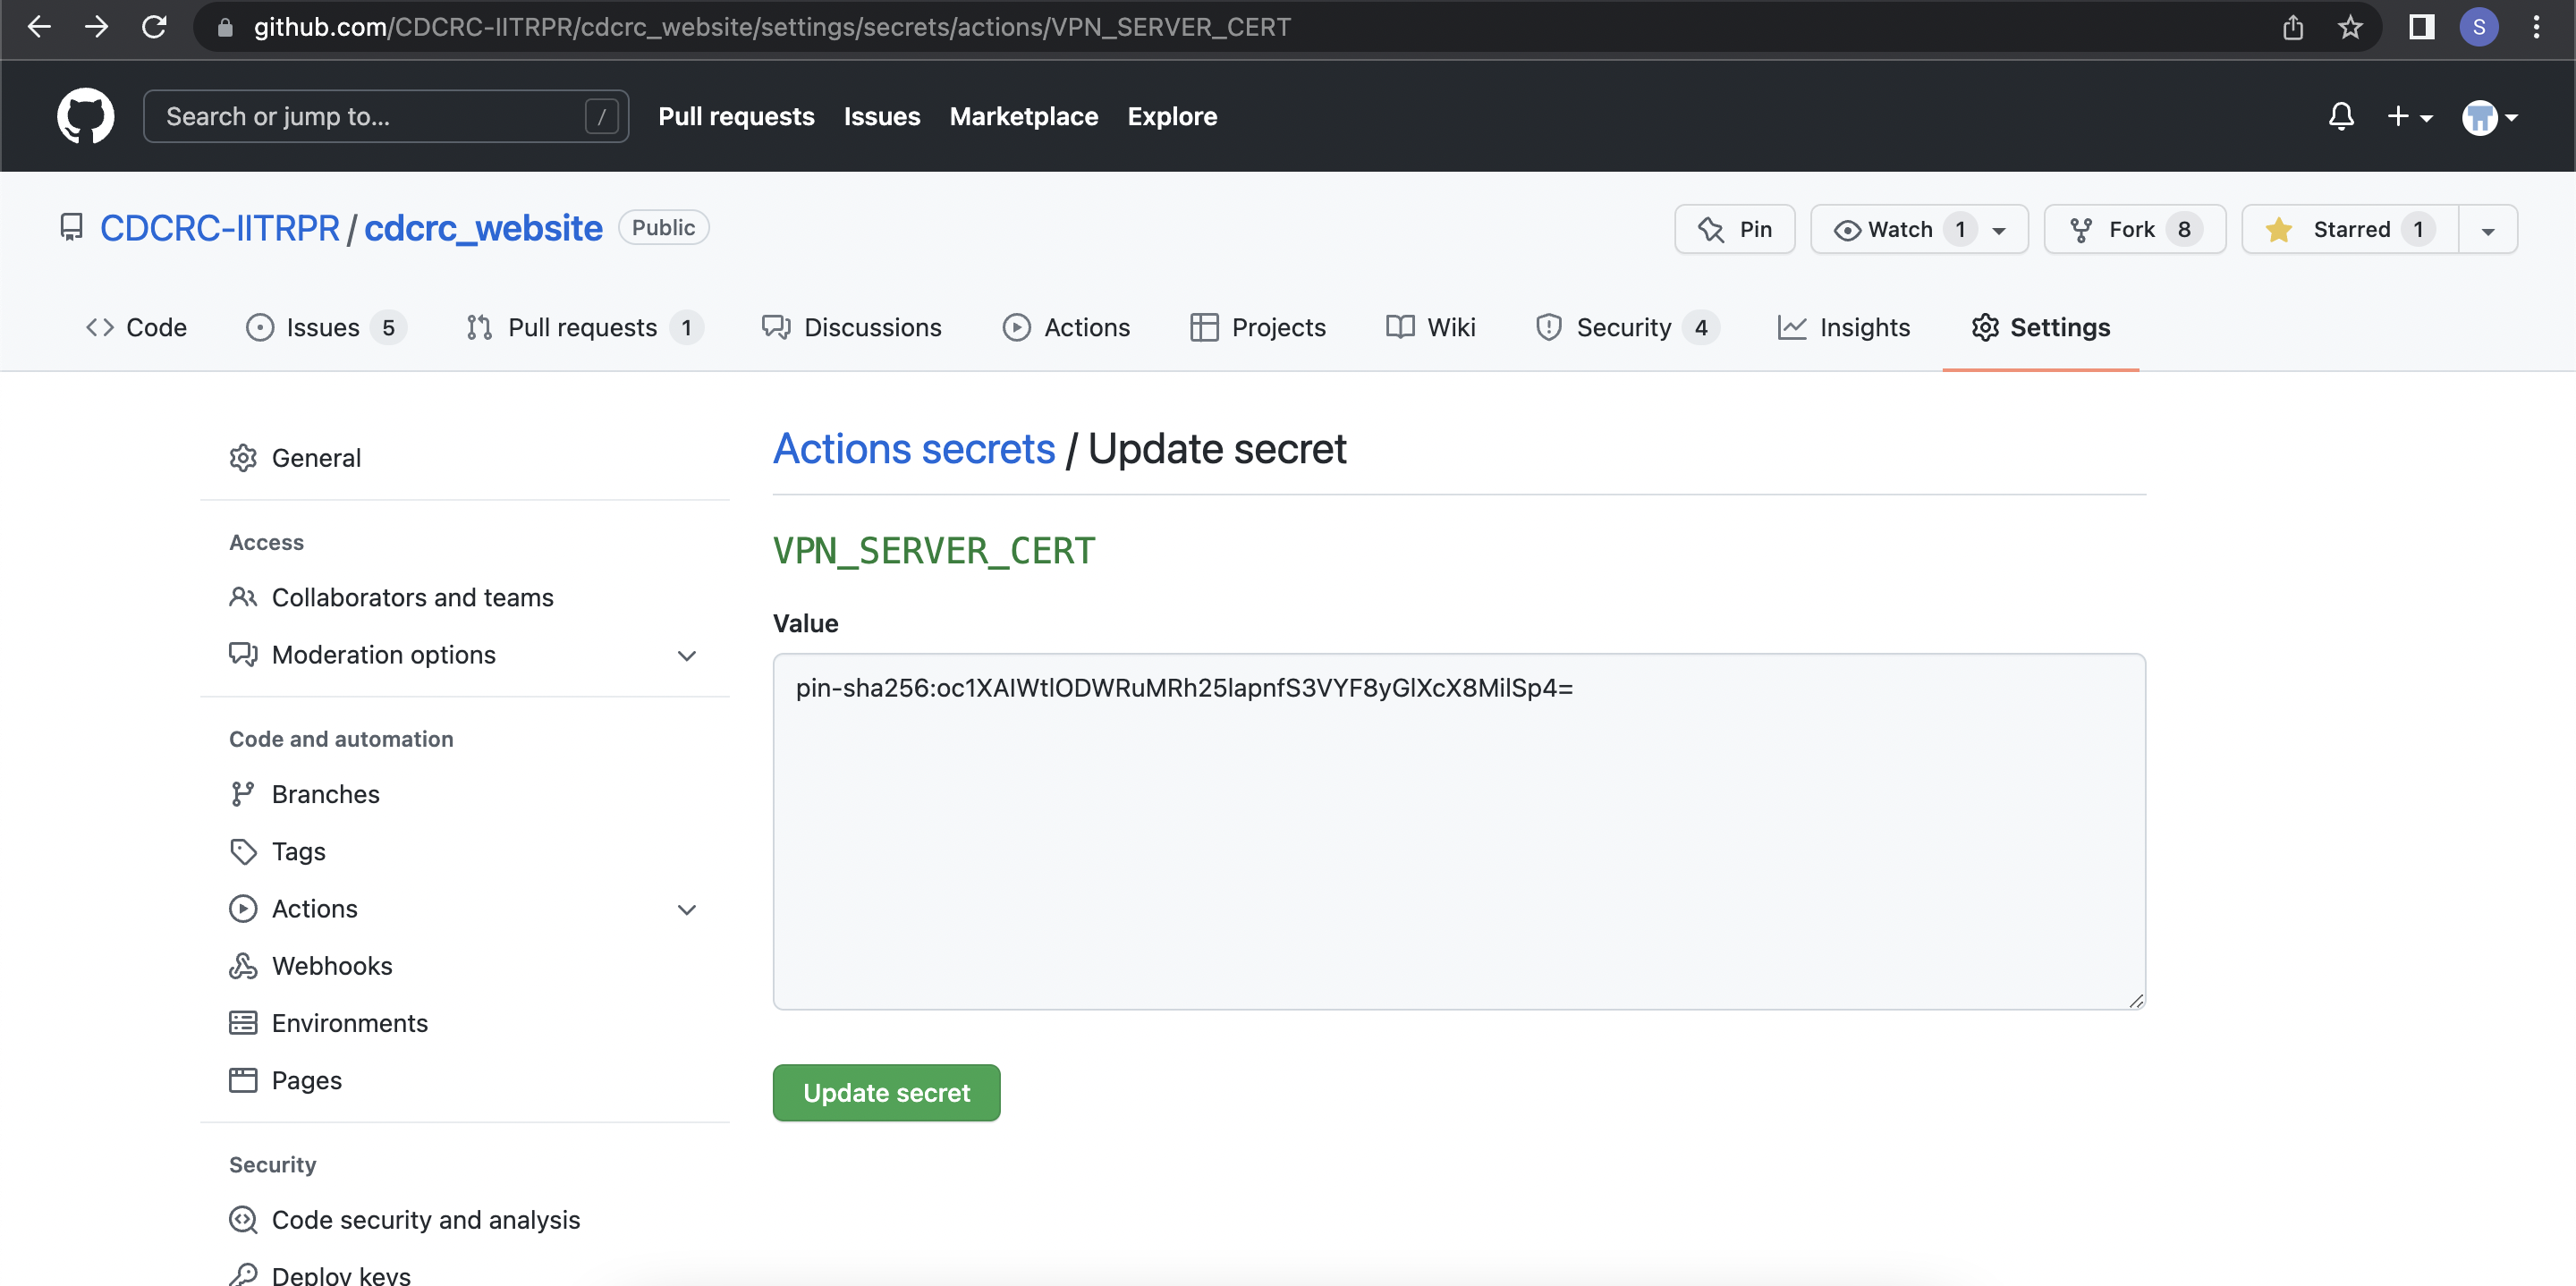 github.com/CDCRC-IITRPR/cdcrc_website/settings/secrets/actions/VPN_SERVER_CERT
S
Search or jump to...
/
Pull requests
Issues
Marketplace
Explore
CDCRC-IITRPR / cdcrc_website
Public
Pin
Watch 1
Fork 8
Starred 1
Code
Issues 5
Pull requests 1
Discussions
Actions
Projects
Wiki
Security 4
Insights
Settings
General
Access
Collaborators and teams
Moderation options
Code and automation
Branches
Tags
Actions
Webhooks
Environments
Pages
Security
Code security and analysis
Deploy keys
Actions secrets / Update secret
VPN_SERVER_CERT
Value
pin-sha256:oc1XAIWtlODWRuMRh25lapnfS3VYF8yGlXcX8MilSp4=
Update secret